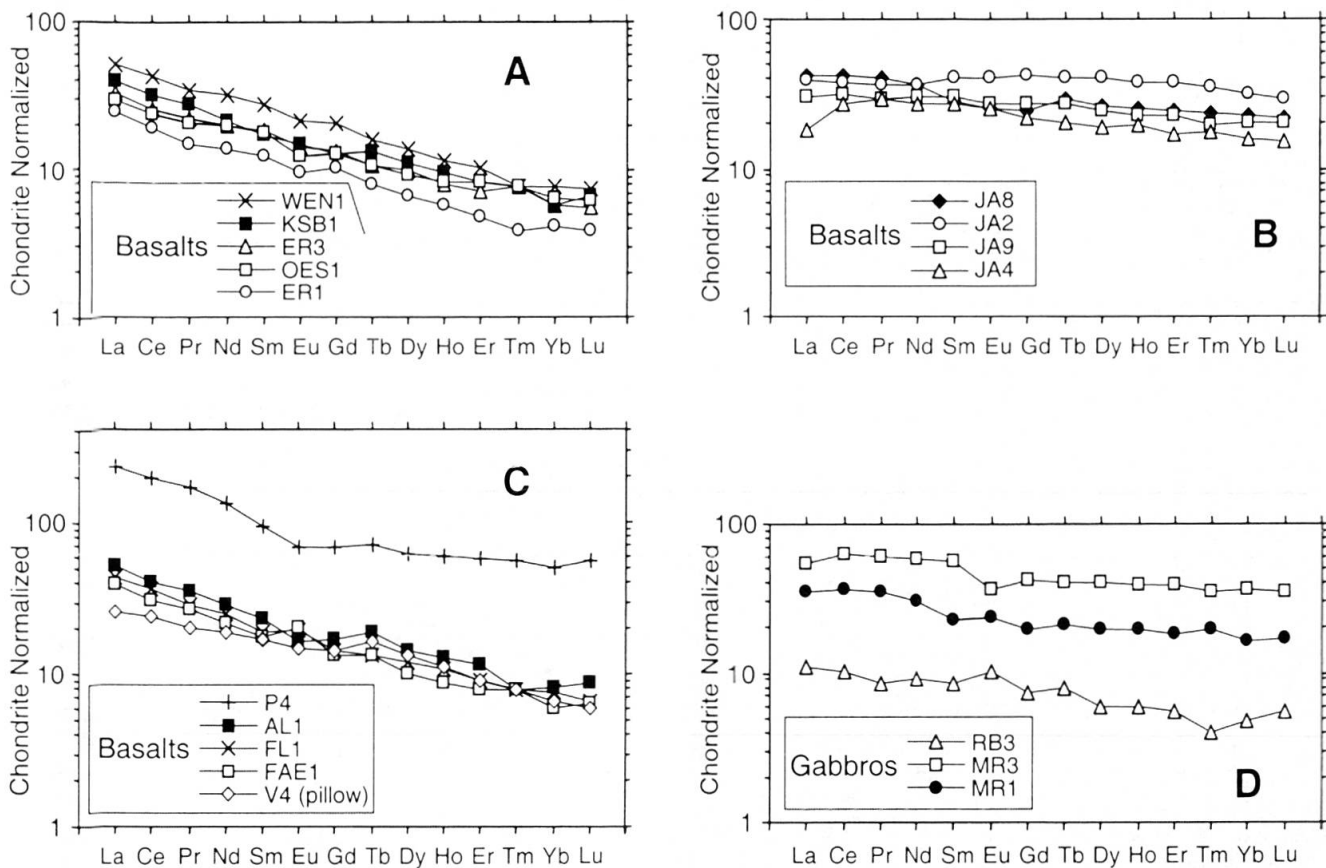 100
10
1
Chondrite Normalized
A
Basalts
WEN1
KSB1
ER3
OES1
ER1
La Ce Pr Nd Sm Eu Gd Tb Dy Ho Er Tm Yb Lu
100
10
1
Chondrite Normalized
B
Basalts
JA8
JA2
JA9
JA4
La Ce Pr Nd Sm Eu Gd Tb Dy Ho Er Tm Yb Lu
100
10
1
Chondrite Normalized
C
Basalts
P4
AL1
FL1
FAE1
V4 (pillow)
La Ce Pr Nd Sm Eu Gd Tb Dy Ho Er Tm Yb Lu
100
10
1
Chondrite Normalized
D
Gabbros
RB3
MR3
MR1
La Ce Pr Nd Sm Eu Gd Tb Dy Ho Er Tm Yb Lu